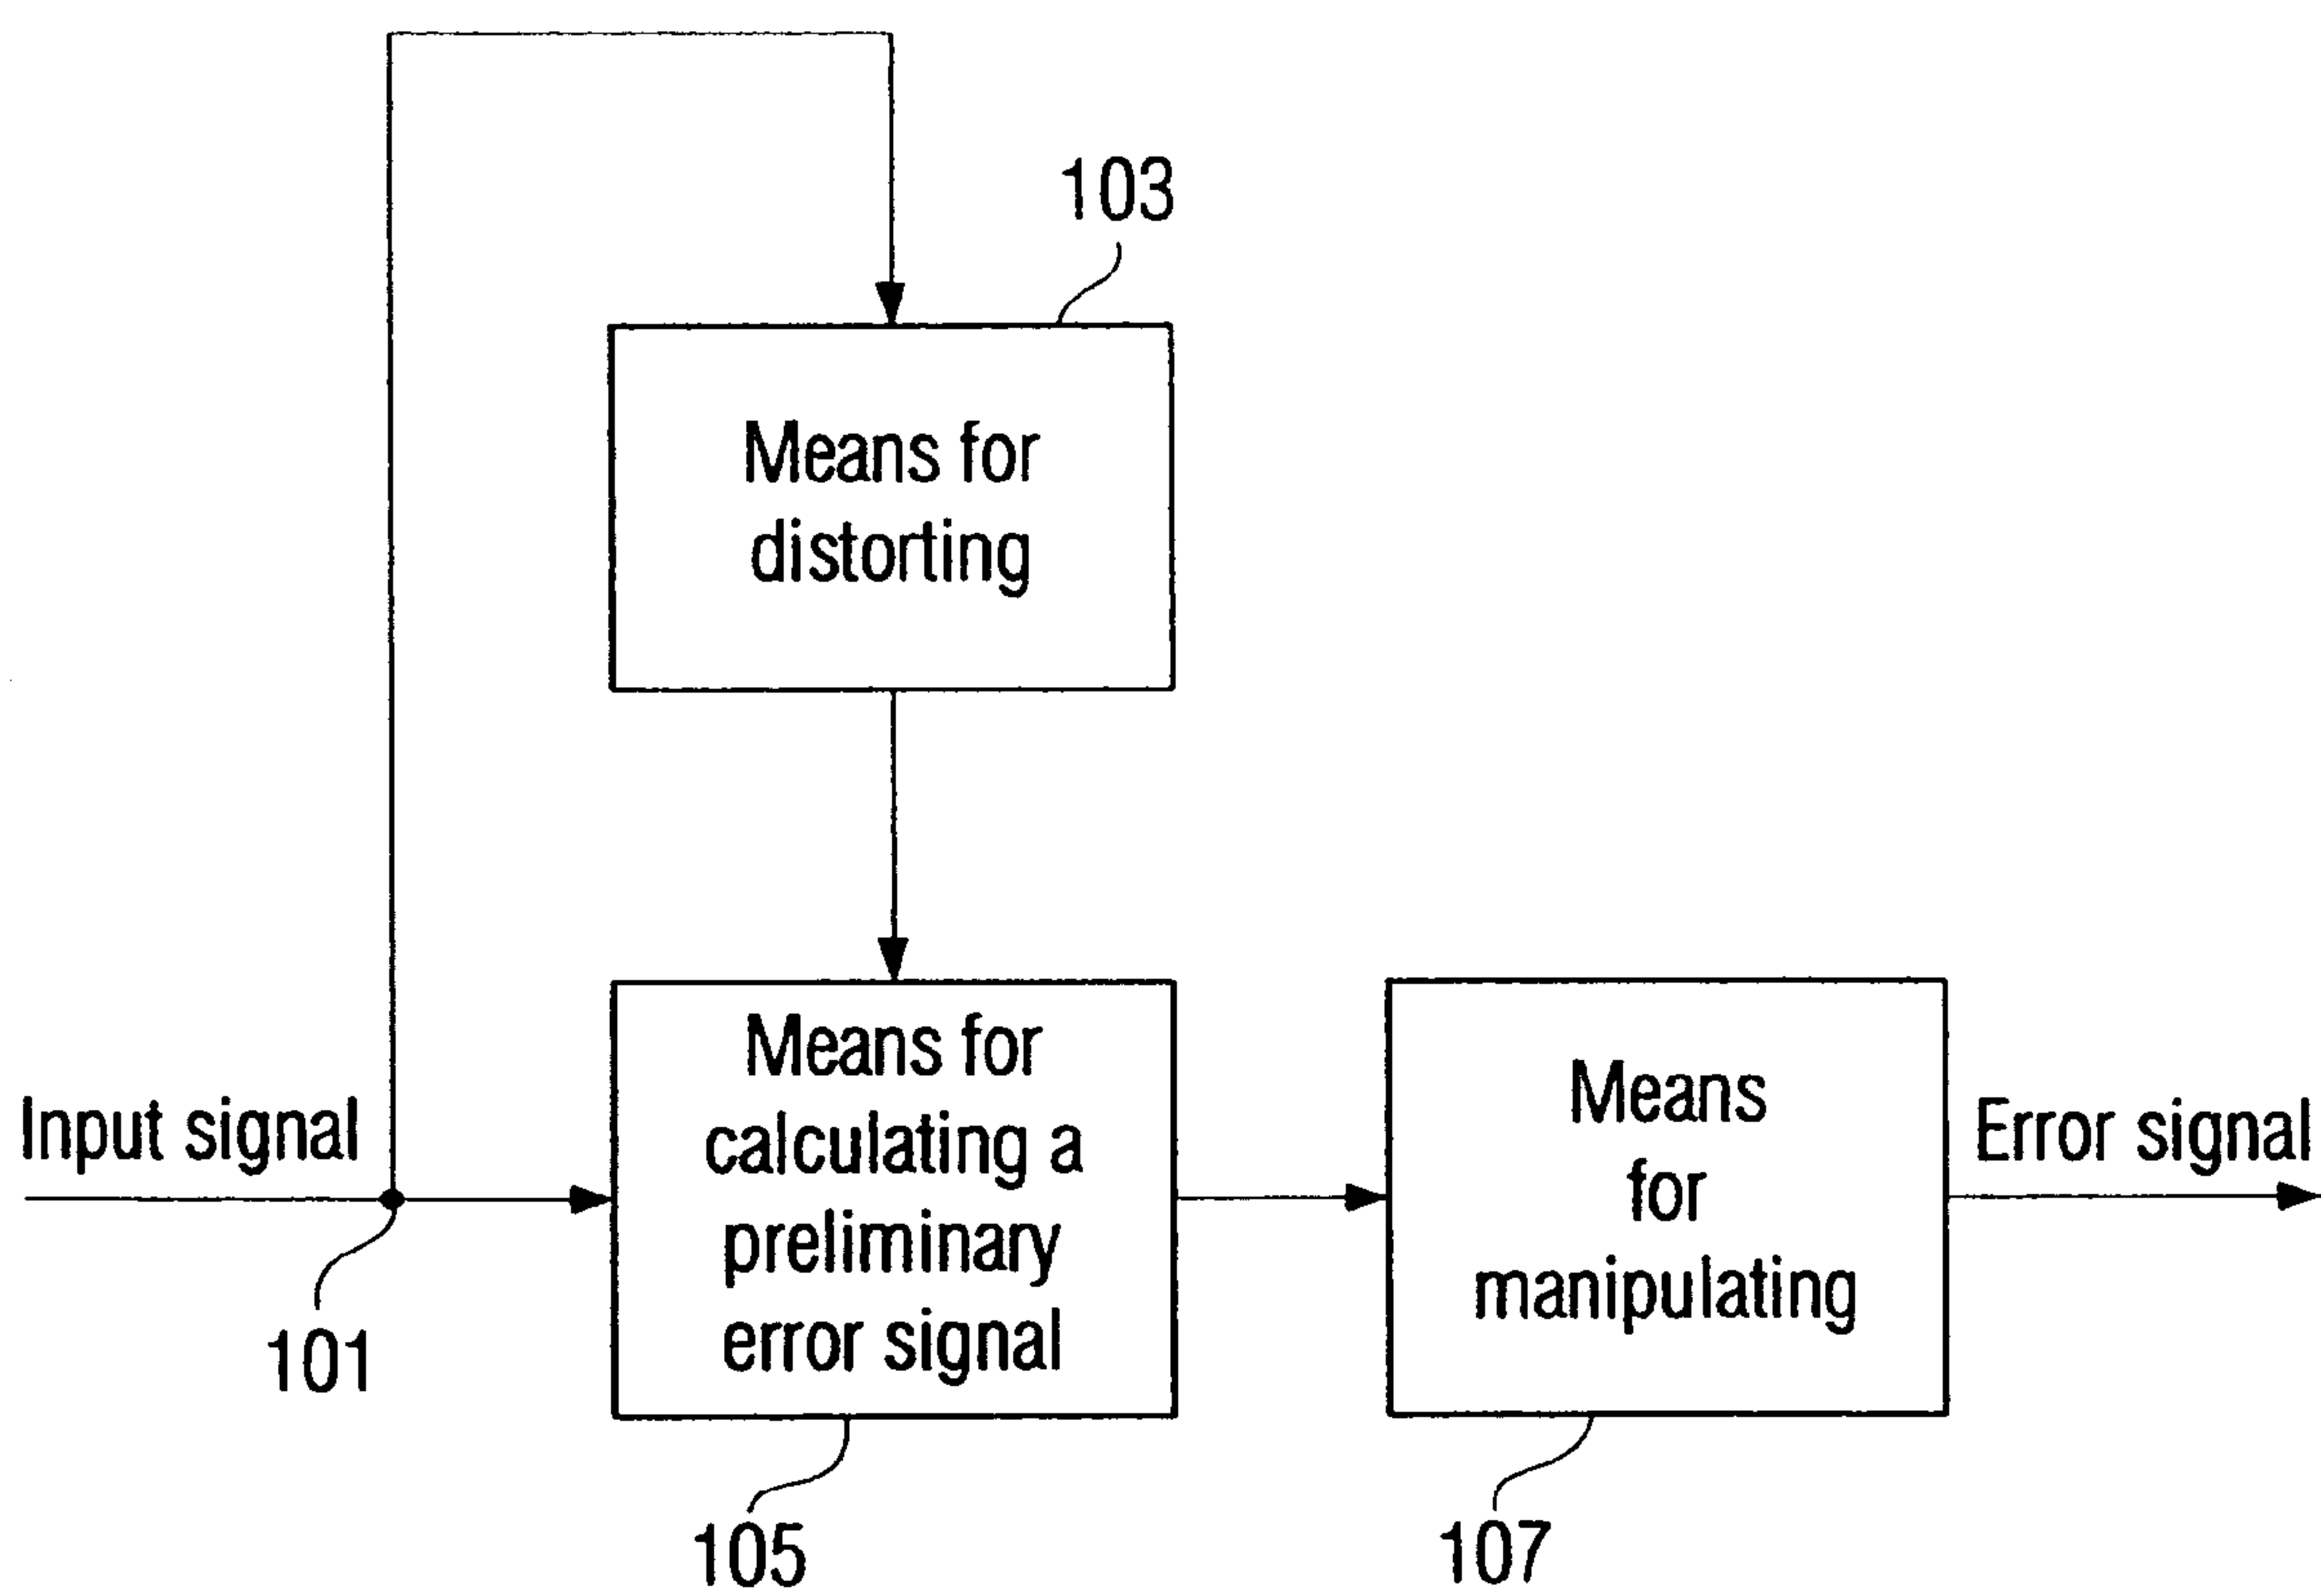 103
Means for
distorting
Input signal
101
Means for
calculating a
preliminary
error signal
105
Means
for
manipulating
107
Error signal